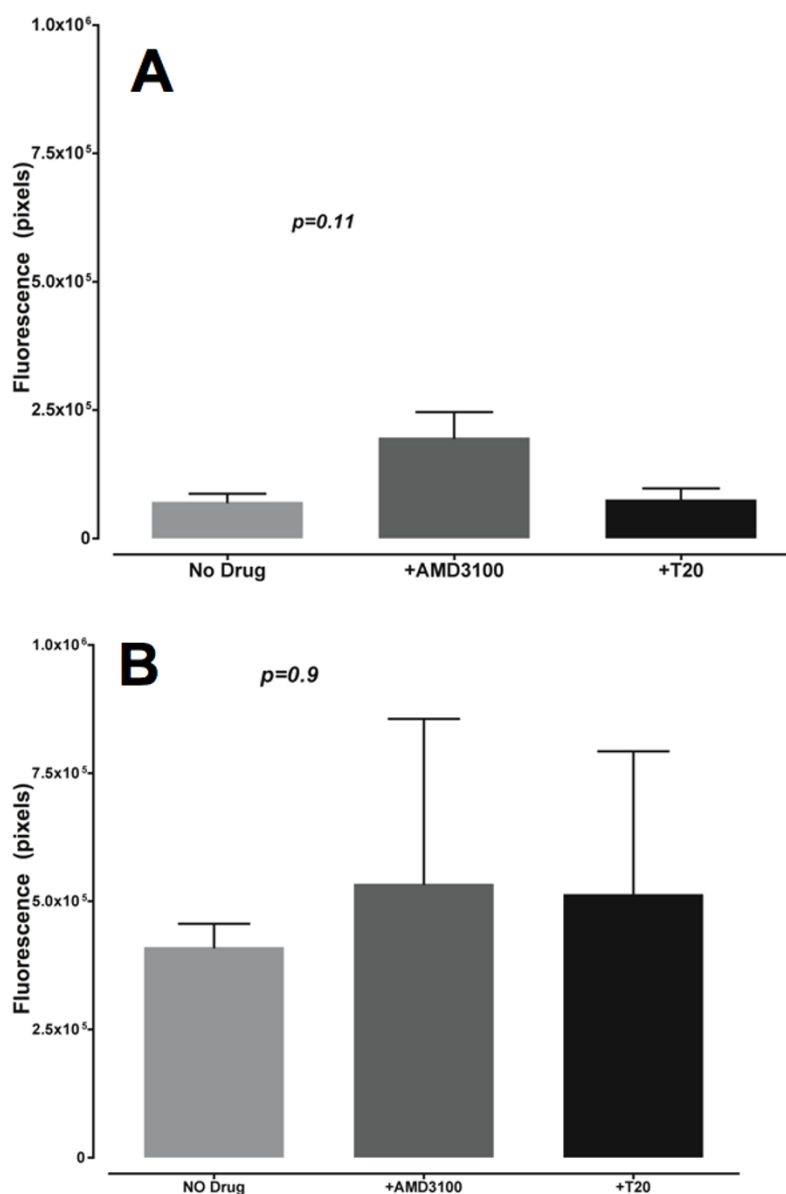 A
Fluorescence (pixels)
1.0x10⁶
7.5x10⁵
5.0x10⁵
2.5x10⁵
0
p=0.11
No Drug +AMD3100 +T20
B
Fluorescence (pixels)
1.0x10⁶
7.5x10⁵
5.0x10⁵
2.5x10⁵
0
p=0.9
NO Drug +AMD3100 +T20